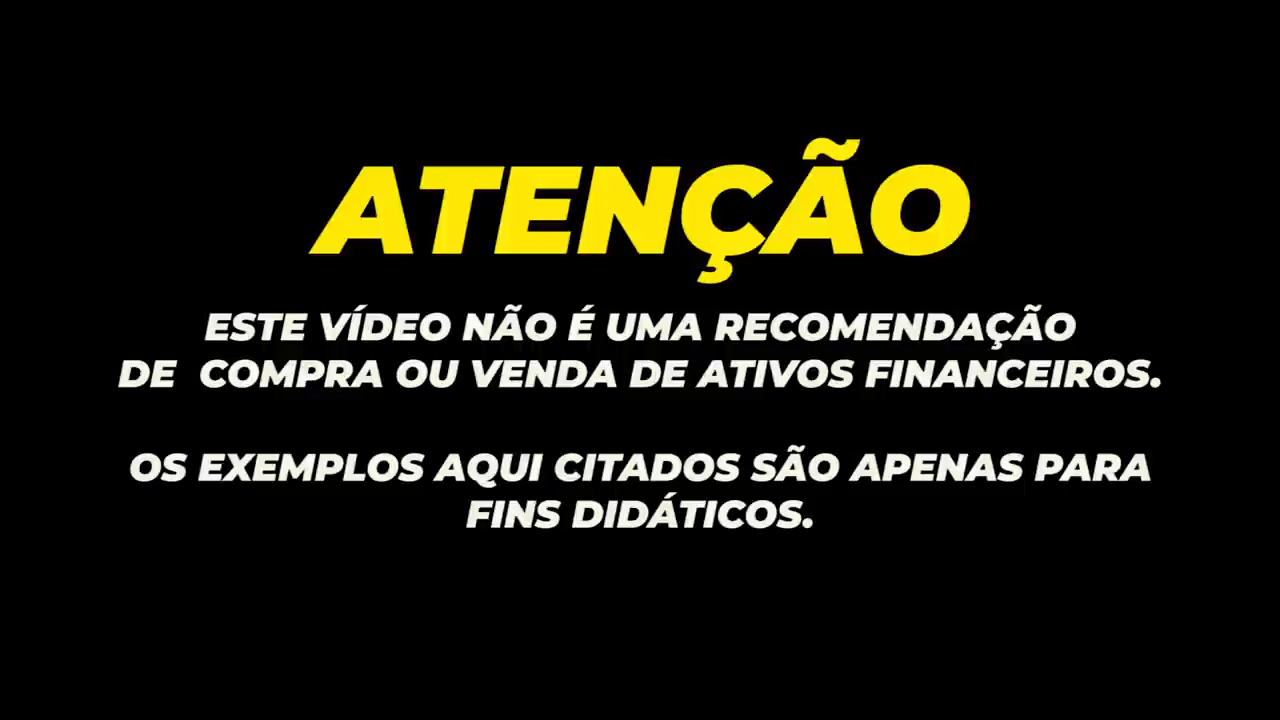 ATENÇÃO
ESTE VÍDEO NÃO É UMA RECOMENDAÇÃO
DE COMPRA OU VENDA DE ATIVOS FINANCEIROS.
OS EXEMPLOS AQUI CITADOS SÃO APENAS PARA
FINS DIDÁTICOS.